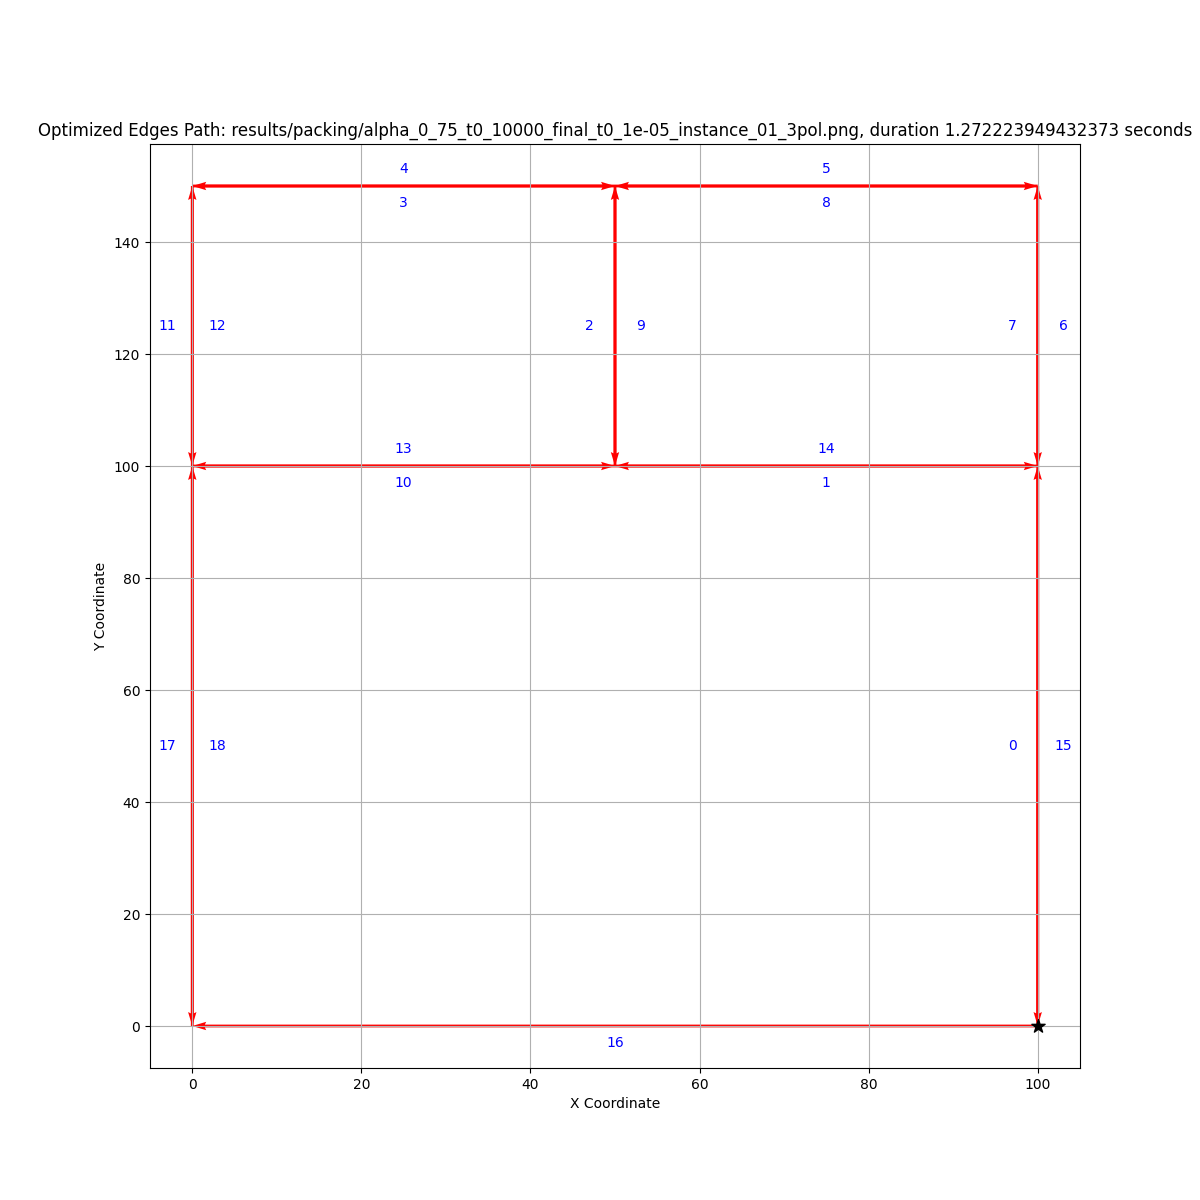 Optimized Edges Path: results/packing/alpha_0_75_t0_10000_final_t0_1e-05_instance_01_3pol.png, duration 1.272223949432373 seconds
4 5
3 8
140
11 12 2 9 7 6
120
13 14
100
10 1
80
Y Coordinate
60
17 18 0 15
40
20
0
16
0 20 40 60 80 100
X Coordinate